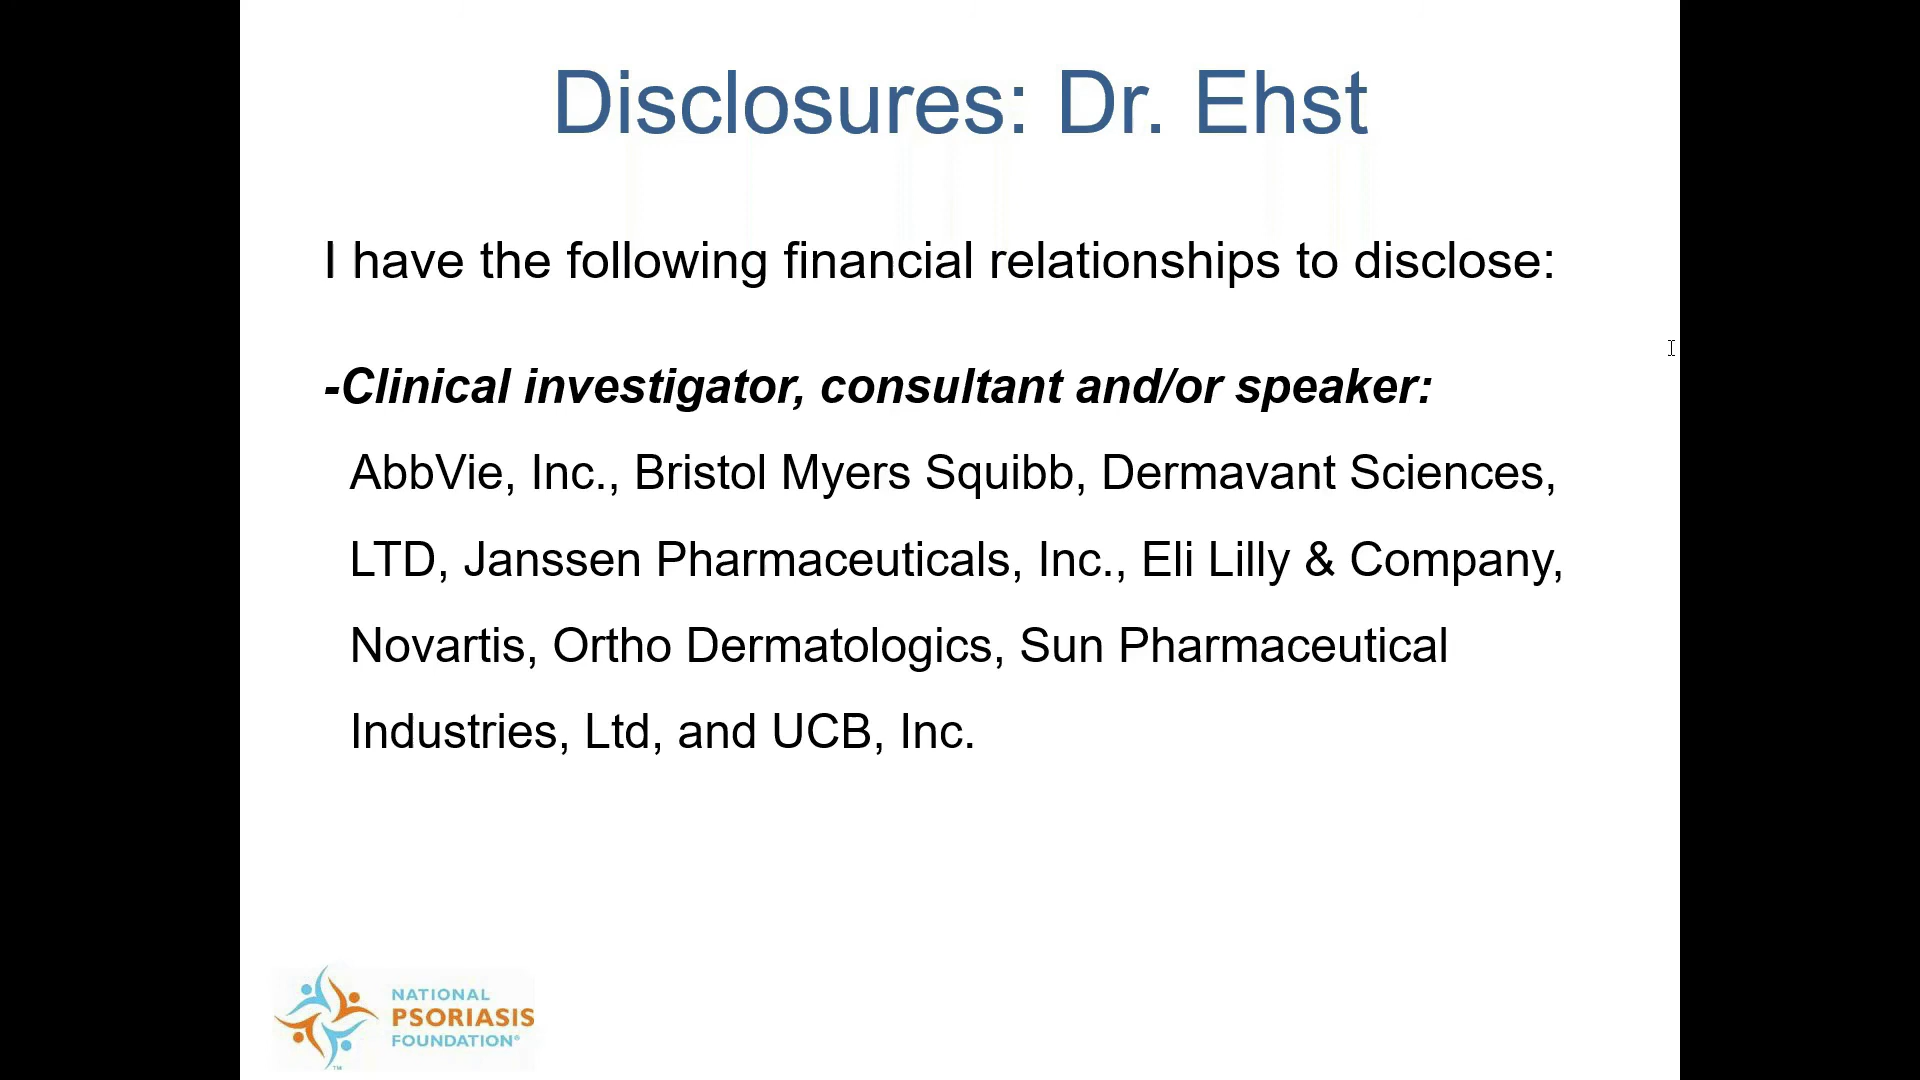 Disclosures: Dr. Ehst
I have the following financial relationships to disclose:
-Clinical investigator, consultant and/or speaker:
AbbVie, Inc., Bristol Myers Squibb, Dermavant Sciences,
LTD, Janssen Pharmaceuticals, Inc., Eli Lilly & Company,
Novartis, Ortho Dermatologics, Sun Pharmaceutical
Industries, Ltd, and UCB, Inc.
NATIONAL
PSORIASIS
FOUNDATION®
™